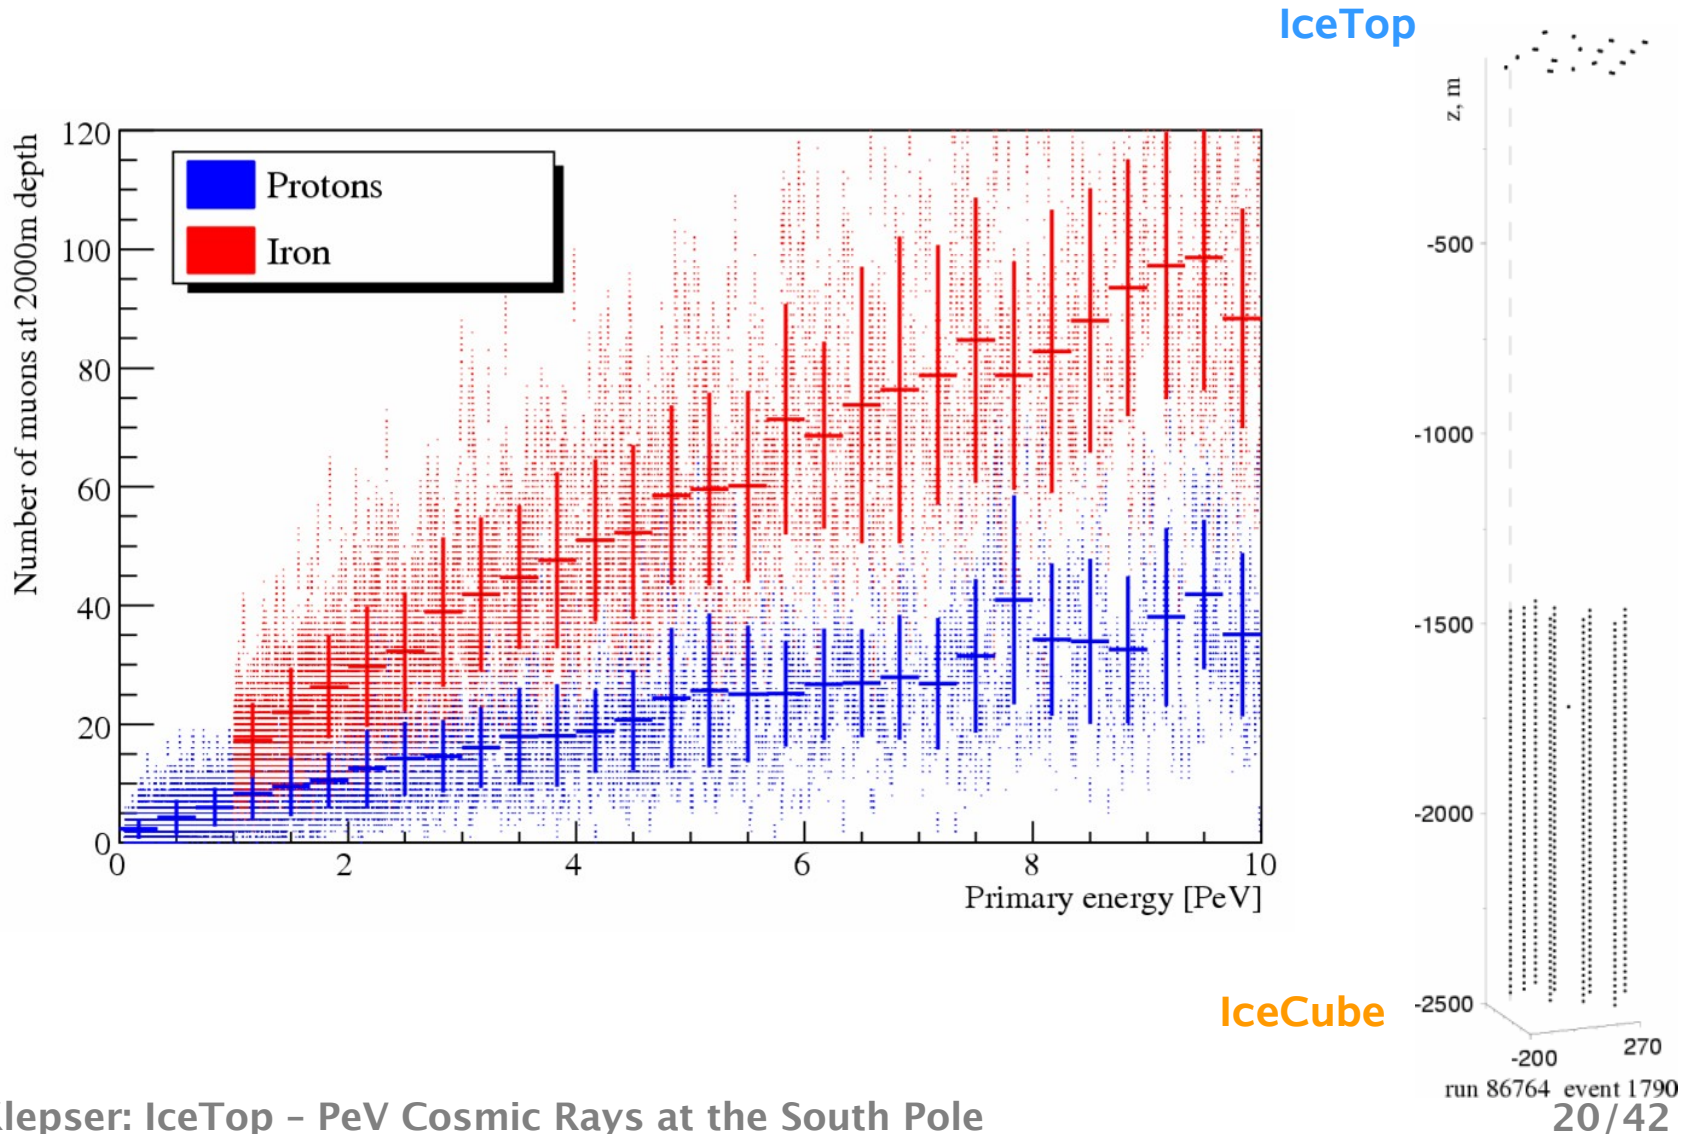 IceTop
Number of muons at 2000m depth
120
100
80
60
40
20
0
Protons
Iron
0 2 4 6 8 10
Primary energy [PeV]
z, m
-500
-1000
-1500
-2000
-2500
-200 270
run 86764 event 1790
IceCube
lepser: IceTop – PeV Cosmic Rays at the South Pole
20/42